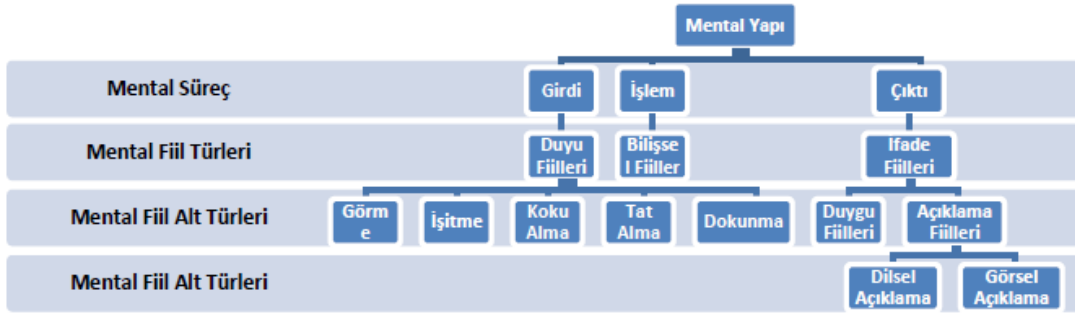 Mental Yapı
Mental Süreç
Girdi
İşlem
Çıktı
Mental Fiil Türleri
Duyu
Fiilleri
Bilişse
l Fiiller
İfade
Fiilleri
Mental Fiil Alt Türleri
Görm
e
İşitme
Koku
Alma
Tat
Alma
Dokunma
Duygu
Fiilleri
Açıklama
Fiilleri
Mental Fiil Alt Türleri
Dilsel
Açıklama
Görsel
Açıklama